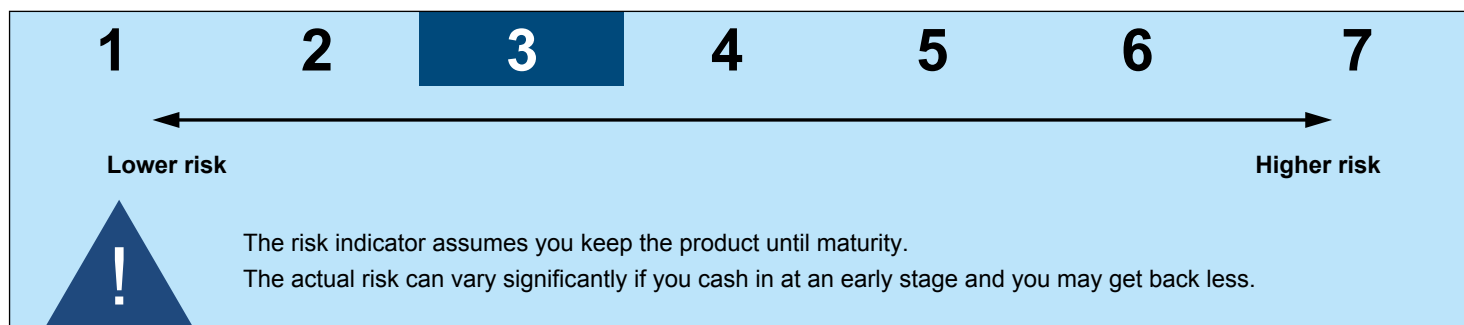 1 2 3 4 5 6 7
Lower risk Higher risk
!
The risk indicator assumes you keep the product until maturity.
The actual risk can vary significantly if you cash in at an early stage and you may get back less.